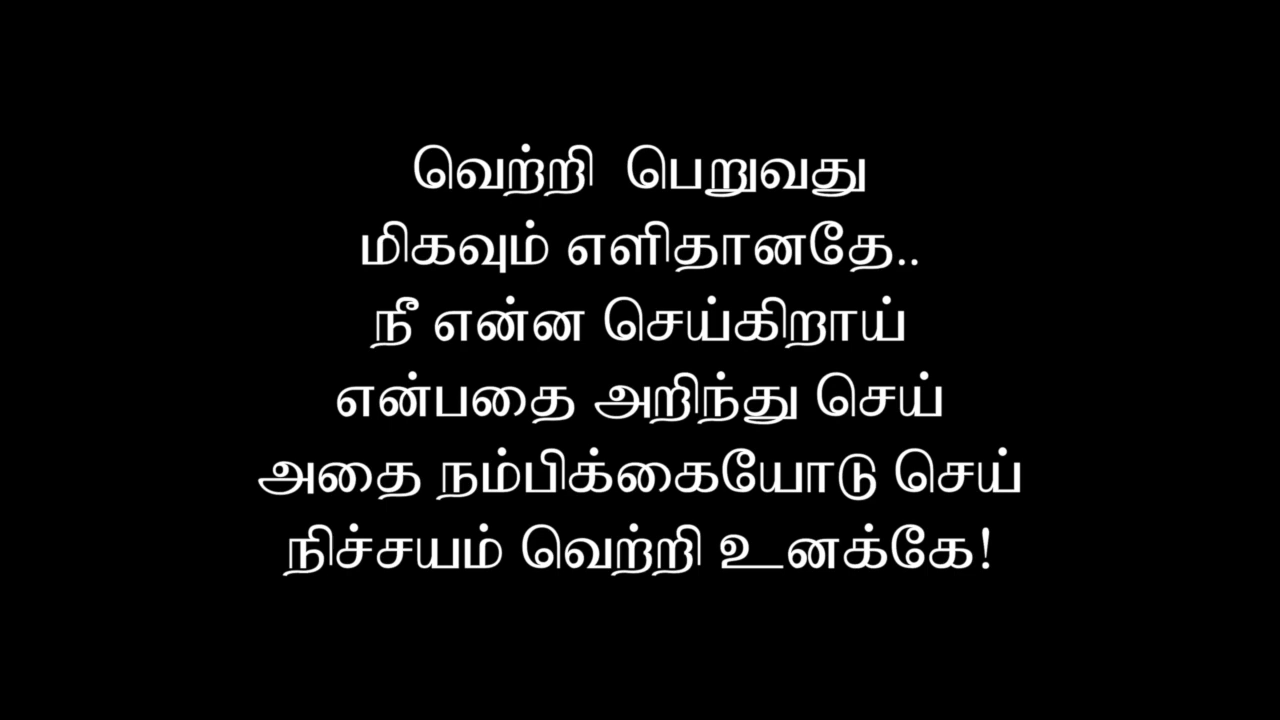 வெற்றி பெறுவது
மிகவும் எளிதானதே..
நீ என்ன செய்கிறாய்
என்பதை அறிந்து செய்
அதை நம்பிக்கையோடு செய்
நிச்சயம் வெற்றி உனக்கே!